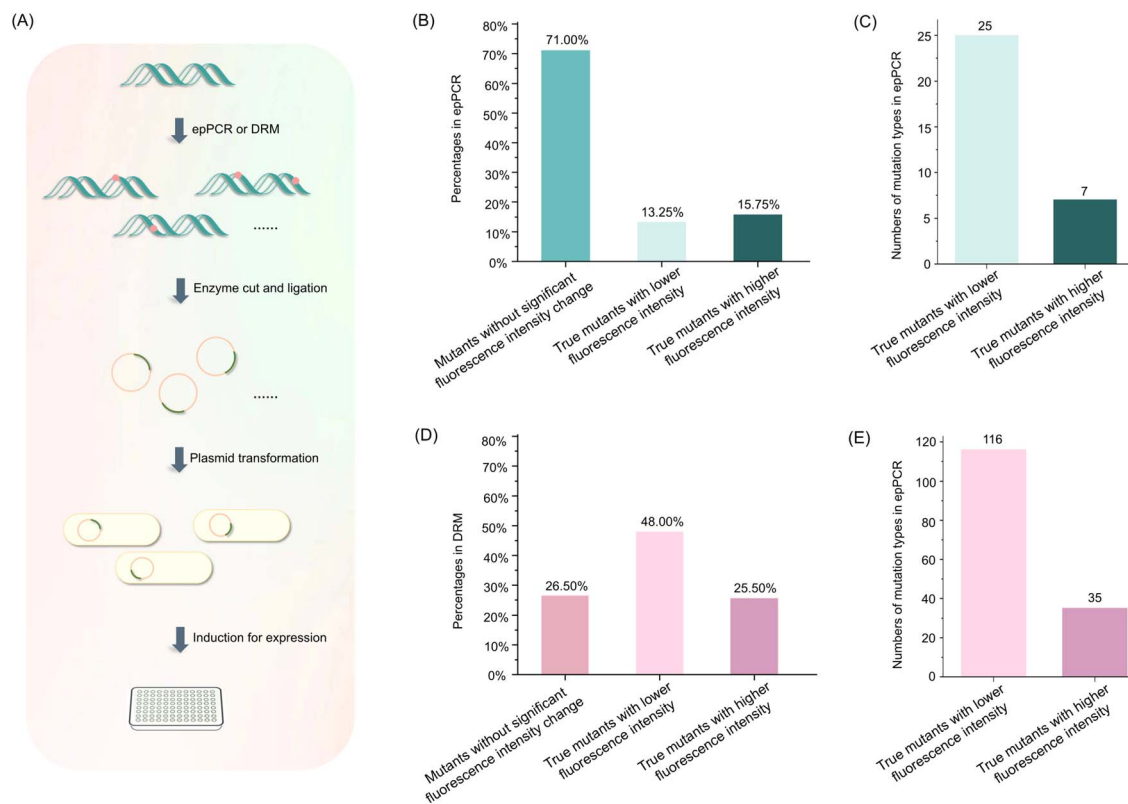 (A)
epPCR or DRM
......
Enzyme cut and ligation
......
Plasmid transformation
Induction for expression
(B)
Percentages in epPCR
80%
70%
60%
50%
40%
30%
20%
10%
0%
71.00%
13.25%
15.75%
Mutants without significant
fluorescence intensity change
True mutants with lower
fluorescence intensity
True mutants with higher
fluorescence intensity
(C)
Numbers of mutation types in epPCR
25
20
15
10
5
0
25
7
True mutants with lower
fluorescence intensity
True mutants with higher
fluorescence intensity
(D)
Percentages in DRM
80%
70%
60%
50%
40%
30%
20%
10%
0%
26.50%
48.00%
25.50%
Mutants without significant
fluorescence intensity change
True mutants with lower
fluorescence intensity
True mutants with higher
fluorescence intensity
(E)
Numbers of mutation types in epPCR
120
100
80
60
40
20
0
116
35
True mutants with lower
fluorescence intensity
True mutants with higher
fluorescence intensity